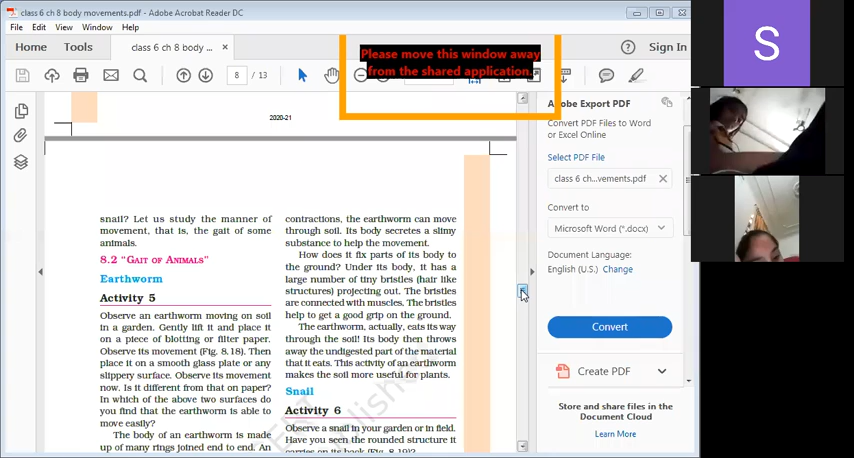 class 6 ch 8 body movements.pdf - Adobe Acrobat Reader DC
File Edit View Window Help
Home Tools class 6 ch 8 body ... × Sign In
Please move this window away
from the shared application.
8 / 13
2020-21
snail? Let us study the manner of
movement, that is, the gait of some
animals.
8.2 "GAIT OF ANIMALS"
Earthworm
Activity 5
Observe an earthworm moving on soil
in a garden. Gently lift it and place it
on a piece of blotting or filter paper.
Observe its movement (Fig. 8.18). Then
place it on a smooth glass plate or any
slippery surface. Observe its movement
now. Is it different from that on paper?
In which of the above two surfaces do
you find that the earthworm is able to
move easily?
The body of an earthworm is made
up of many rings joined end to end. An
contractions, the earthworm can move
through soil. Its body secretes a slimy
substance to help the movement.
How does it fix parts of its body to
the ground? Under its body, it has a
large number of tiny bristles (hair like
structures) projecting out. The bristles
are connected with muscles. The bristles
help to get a good grip on the ground.
The earthworm, actually, eats its way
through the soil! Its body then throws
away the undigested part of the material
that it eats. This activity of an earthworm
makes the soil more useful for plants.
Snail
Activity 6
Observe a snail in your garden or in field.
Have you seen the rounded structure it
carries on its back (Fig. 8.19)?
Adobe Export PDF
Convert PDF Files to Word
or Excel Online
Select PDF File
class 6 ch...vements.pdf
Convert to
Microsoft Word (*.docx)
Document Language:
English (U.S.) Change
Convert
Create PDF
Store and share files in the
Document Cloud
Learn More
S